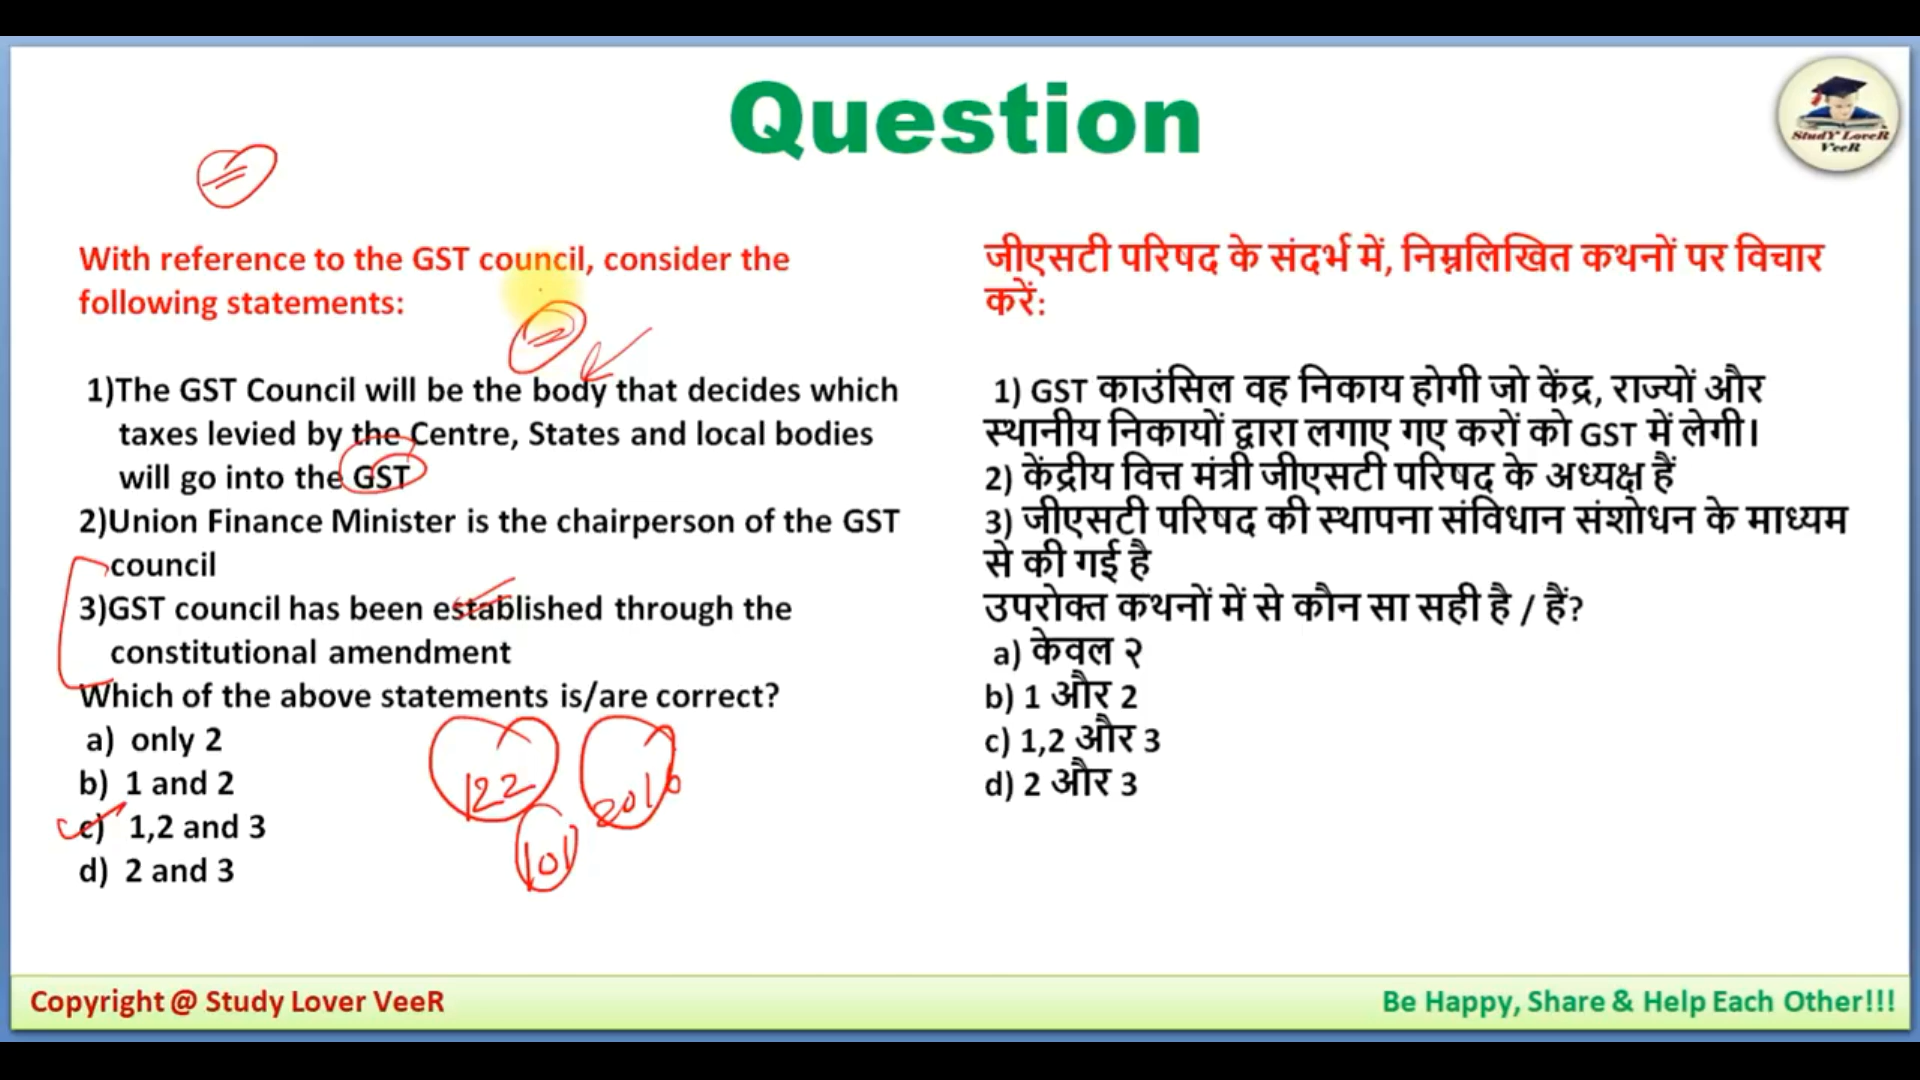 Question
StudY LoveR
VeeR
With reference to the GST council, consider the
following statements:
1)The GST Council will be the body that decides which
taxes levied by the Centre, States and local bodies
will go into the GST
2)Union Finance Minister is the chairperson of the GST
council
3)GST council has been established through the
constitutional amendment
Which of the above statements is/are correct?
a) only 2
b) 1 and 2
c) 1,2 and 3
d) 2 and 3
122
2016
101
जीएसटी परिषद के संदर्भ में, निम्नलिखित कथनों पर विचार
करें:
1) GST काउंसिल वह निकाय होगी जो केंद्र, राज्यों और
स्थानीय निकायों द्वारा लगाए गए करों को GST में लेगी।
2) केंद्रीय वित्त मंत्री जीएसटी परिषद के अध्यक्ष हैं
3) जीएसटी परिषद की स्थापना संविधान संशोधन के माध्यम
से की गई है
उपरोक्त कथनों में से कौन सा सही है / हैं?
a) केवल २
b) 1 और 2
c) 1,2 और 3
d) 2 और 3
Copyright @ Study Lover VeeR
Be Happy, Share & Help Each Other!!!